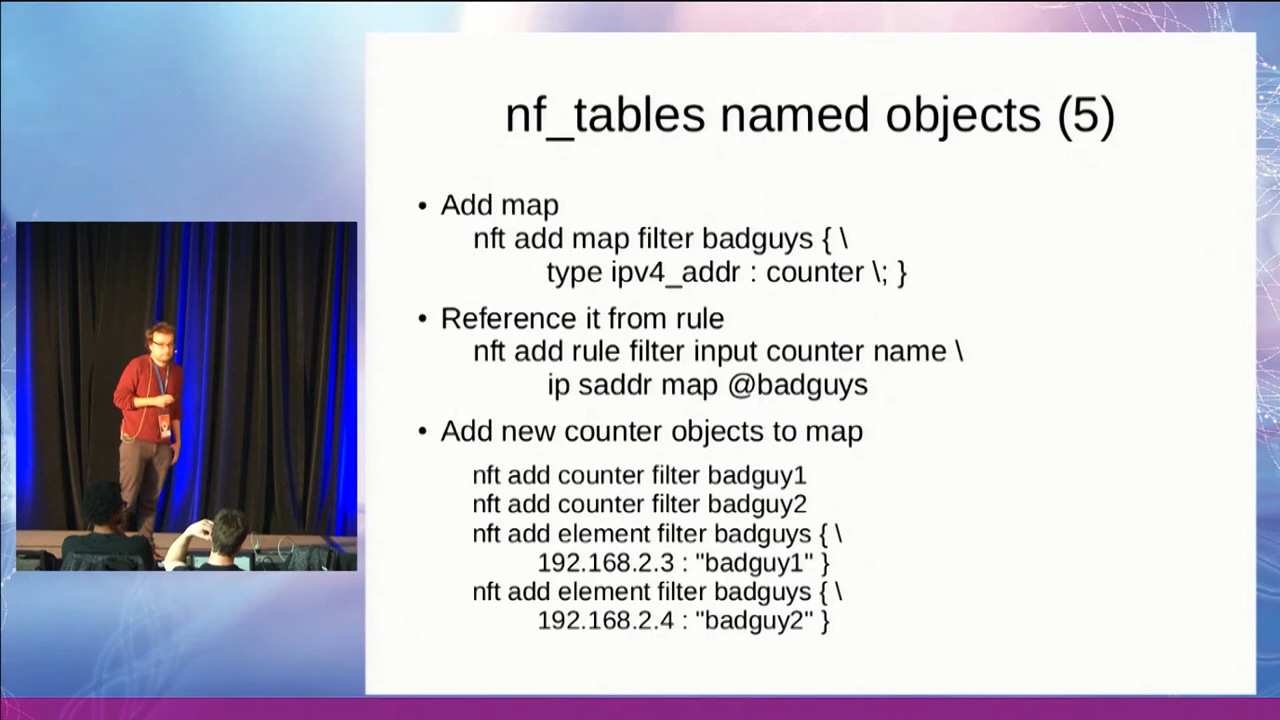 nf_tables named objects (5)
• Add map
nft add map filter badguys { \
type ipv4_addr : counter \; }
• Reference it from rule
nft add rule filter input counter name \
ip saddr map @badguys
• Add new counter objects to map
nft add counter filter badguy1
nft add counter filter badguy2
nft add element filter badguys { \
192.168.2.3 : "badguy1" }
nft add element filter badguys { \
192.168.2.4 : "badguy2" }